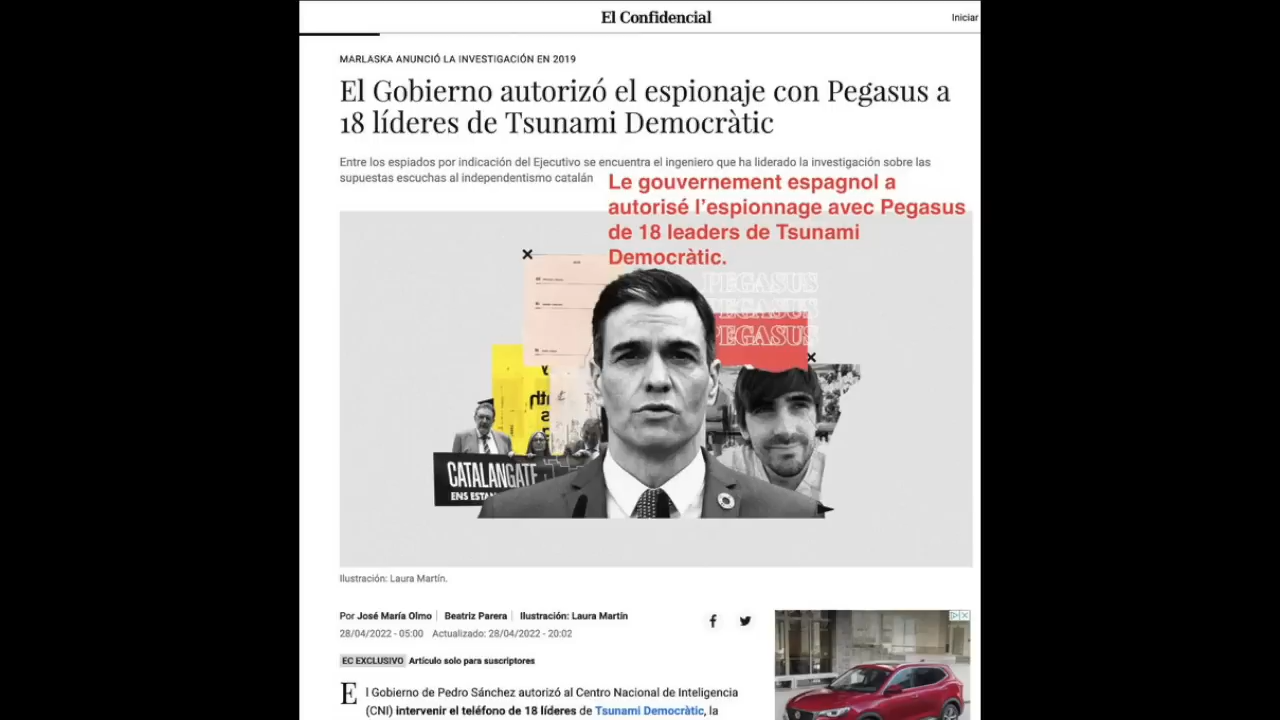 El Confidencial
Iniciar
MARLASKA ANUNCIÓ LA INVESTIGACIÓN EN 2019
El Gobierno autorizó el espionaje con Pegasus a
18 líderes de Tsunami Democràtic
Entre los espiados por indicación del Ejecutivo se encuentra el ingeniero que ha liderado la investigación sobre las
supuestas escuchas al independentismo catalán
Le gouvernement espagnol a
autorisé l'espionnage avec Pegasus
de 18 leaders de Tsunami
Democràtic.
PEGASUS
PEGASUS
PEGASUS
CATALANGATE
ENS ESTAN
Ilustración: Laura Martín.
Por José María Olmo | Beatriz Parera | Ilustración: Laura Martín
28/04/2022 - 05:00 Actualizado: 28/04/2022 - 20:02
EC EXCLUSIVO Artículo solo para suscriptores
El Gobierno de Pedro Sánchez autorizó al Centro Nacional de Inteligencia
(CNI) intervenir el teléfono de 18 líderes de Tsunami Democràtic, la